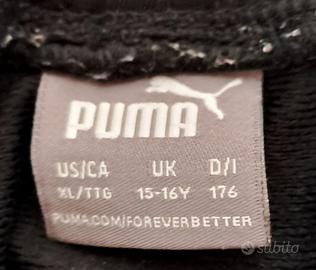 PUMA
US/CA UK D/I
XL/TTG 15-16Y 176
PUMA.COM/FOREVERBETTER
subito